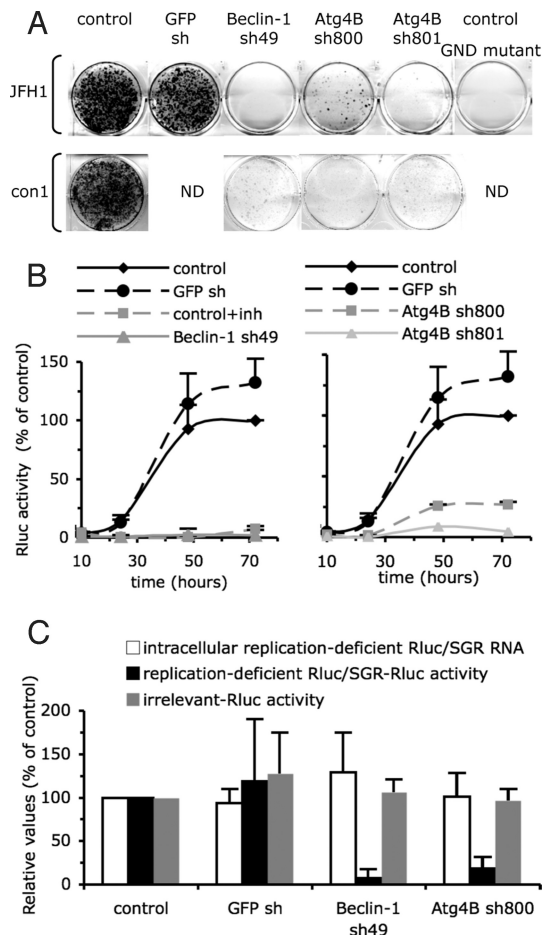 A
control
GFP sh
Beclin-1 sh49
Atg4B sh800
Atg4B sh801
control GND mutant
JFH1
con1
ND
ND
B
control
GFP sh
control+inh
Beclin-1 sh49
control
GFP sh
Atg4B sh800
Atg4B sh801
Rluc activity (% of control)
150
100
50
0
10 30 50 70
time (hours)
10 30 50 70
time (hours)
C
intracellular replication-deficient Rluc/SGR RNA
replication-deficient Rluc/SGR-Rluc activity
irrelevant-Rluc activity
Relative values (% of control)
200
150
100
50
0
control
GFP sh
Beclin-1 sh49
Atg4B sh800